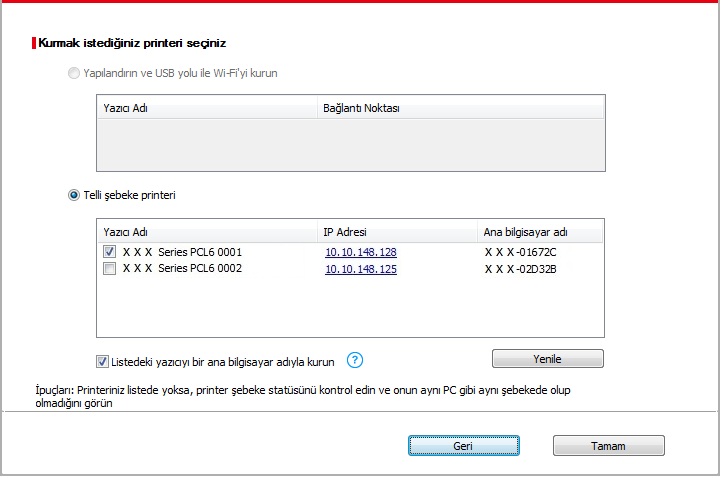 Kurmak istediğiniz printeri seçiniz
Yapılandırın ve USB yolu ile Wi-Fi'yi kurun
Yazıcı Adı Bağlantı Noktası
Telli şebeke printeri
Yazıcı Adı IP Adresi Ana bilgisayar adı
X X X Series PCL6 0001 10.10.148.128 X X X-01672C
X X X Series PCL6 0002 10.10.148.125 X X X-02D32B
Listedeki yazıcıyı bir ana bilgisayar adıyla kurun ? Yenile
İpuçları: Printeriniz listede yoksa, printer şebeke statüsünü kontrol edin ve onun aynı PC gibi aynı şebekede olup
olmadığını görün
Geri Tamam